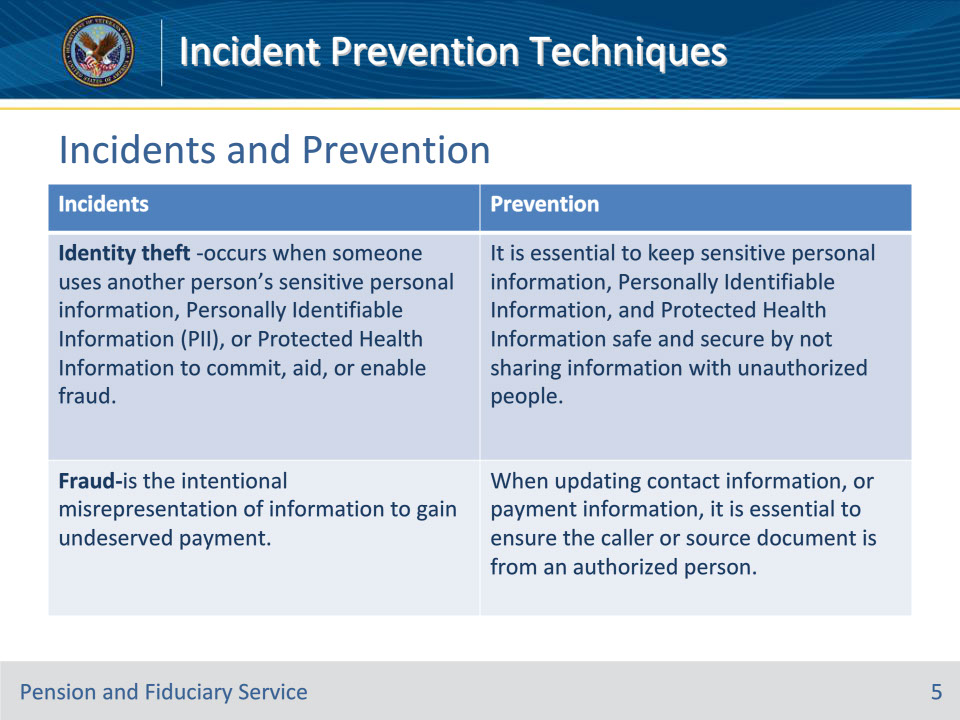 Incident Prevention Techniques
Incidents and Prevention
Incidents
Prevention
Identity theft -occurs when someone
uses another person’s sensitive personal
information, Personally Identifiable
Information (PII), or Protected Health
Information to commit, aid, or enable
fraud.
It is essential to keep sensitive personal
information, Personally Identifiable
Information, and Protected Health
Information safe and secure by not
sharing information with unauthorized
people.
Fraud-is the intentional
misrepresentation of information to gain
undeserved payment.
When updating contact information, or
payment information, it is essential to
ensure the caller or source document is
from an authorized person.
Pension and Fiduciary Service
5